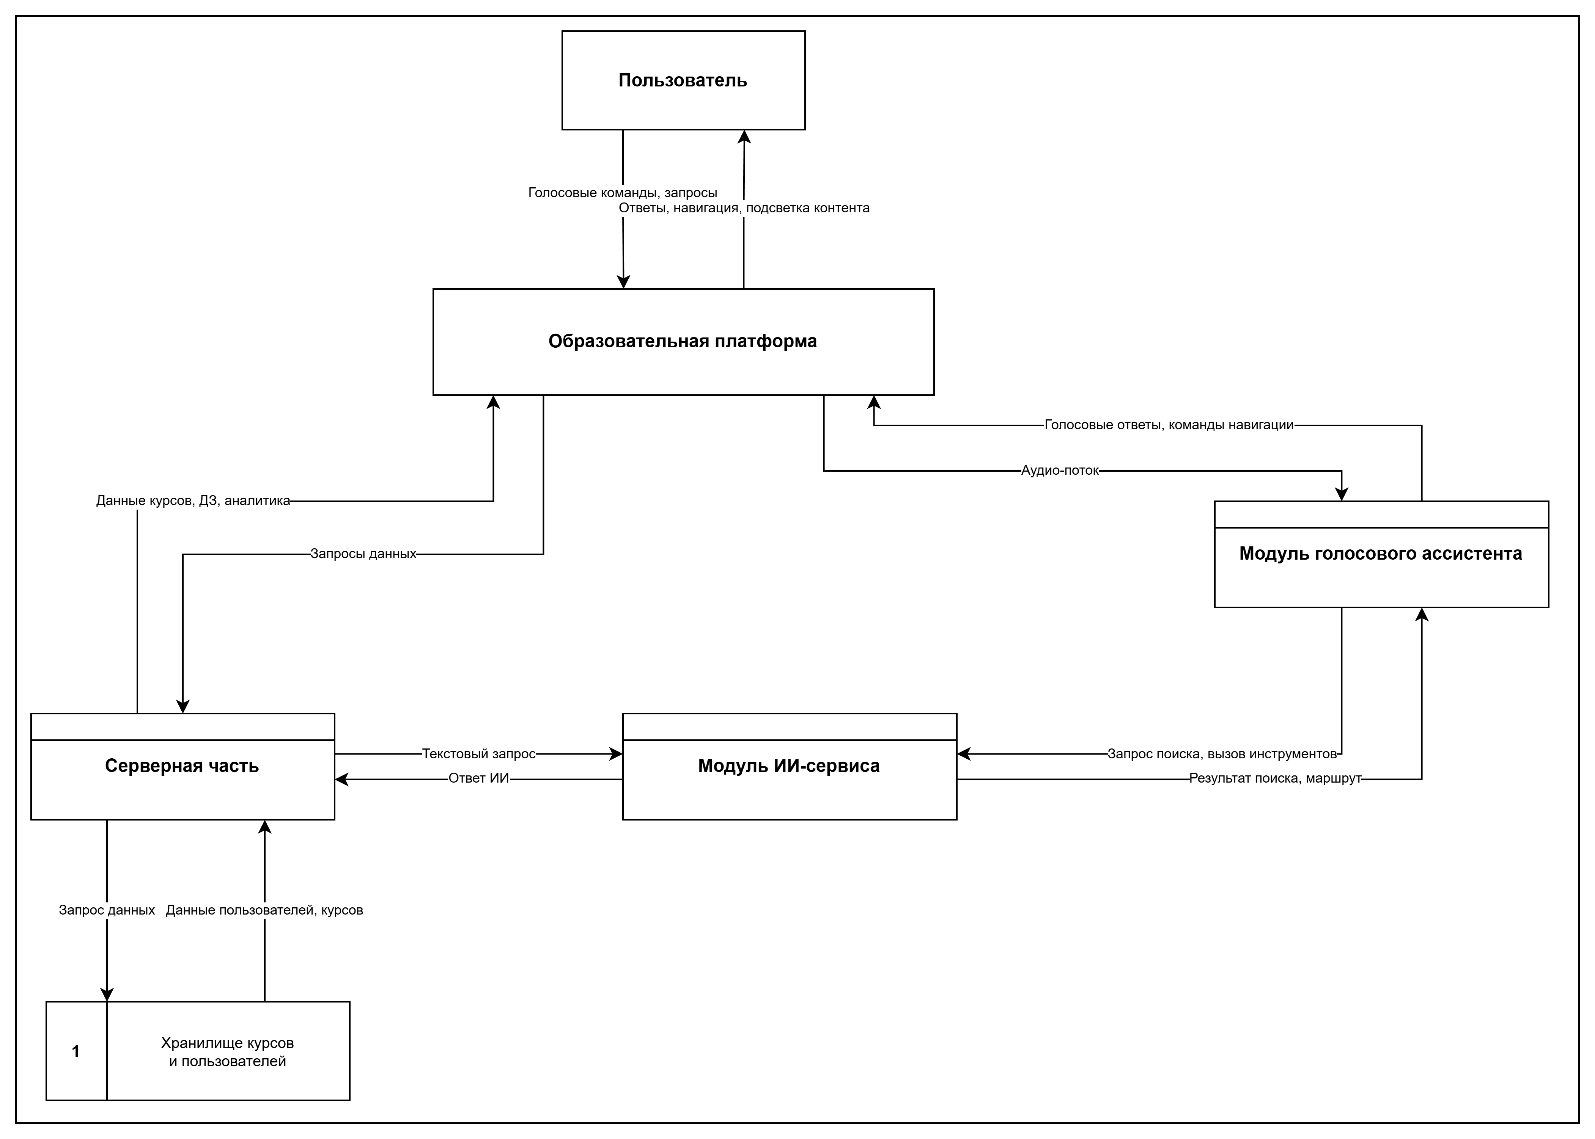 Пользователь
Голосовые команды, запросы
Ответы, навигация, подсветка контента
Образовательная платформа
Голосовые ответы, команды навигации
Аудио-поток
Данные курсов, ДЗ, аналитика
Запросы данных
Модуль голосового ассистента
Серверная часть
Текстовый запрос
Ответ ИИ
Модуль ИИ-сервиса
Запрос поиска, вызов инструментов
Результат поиска, маршрут
Запрос данных
Данные пользователей, курсов
1
Хранилище курсов
и пользователей